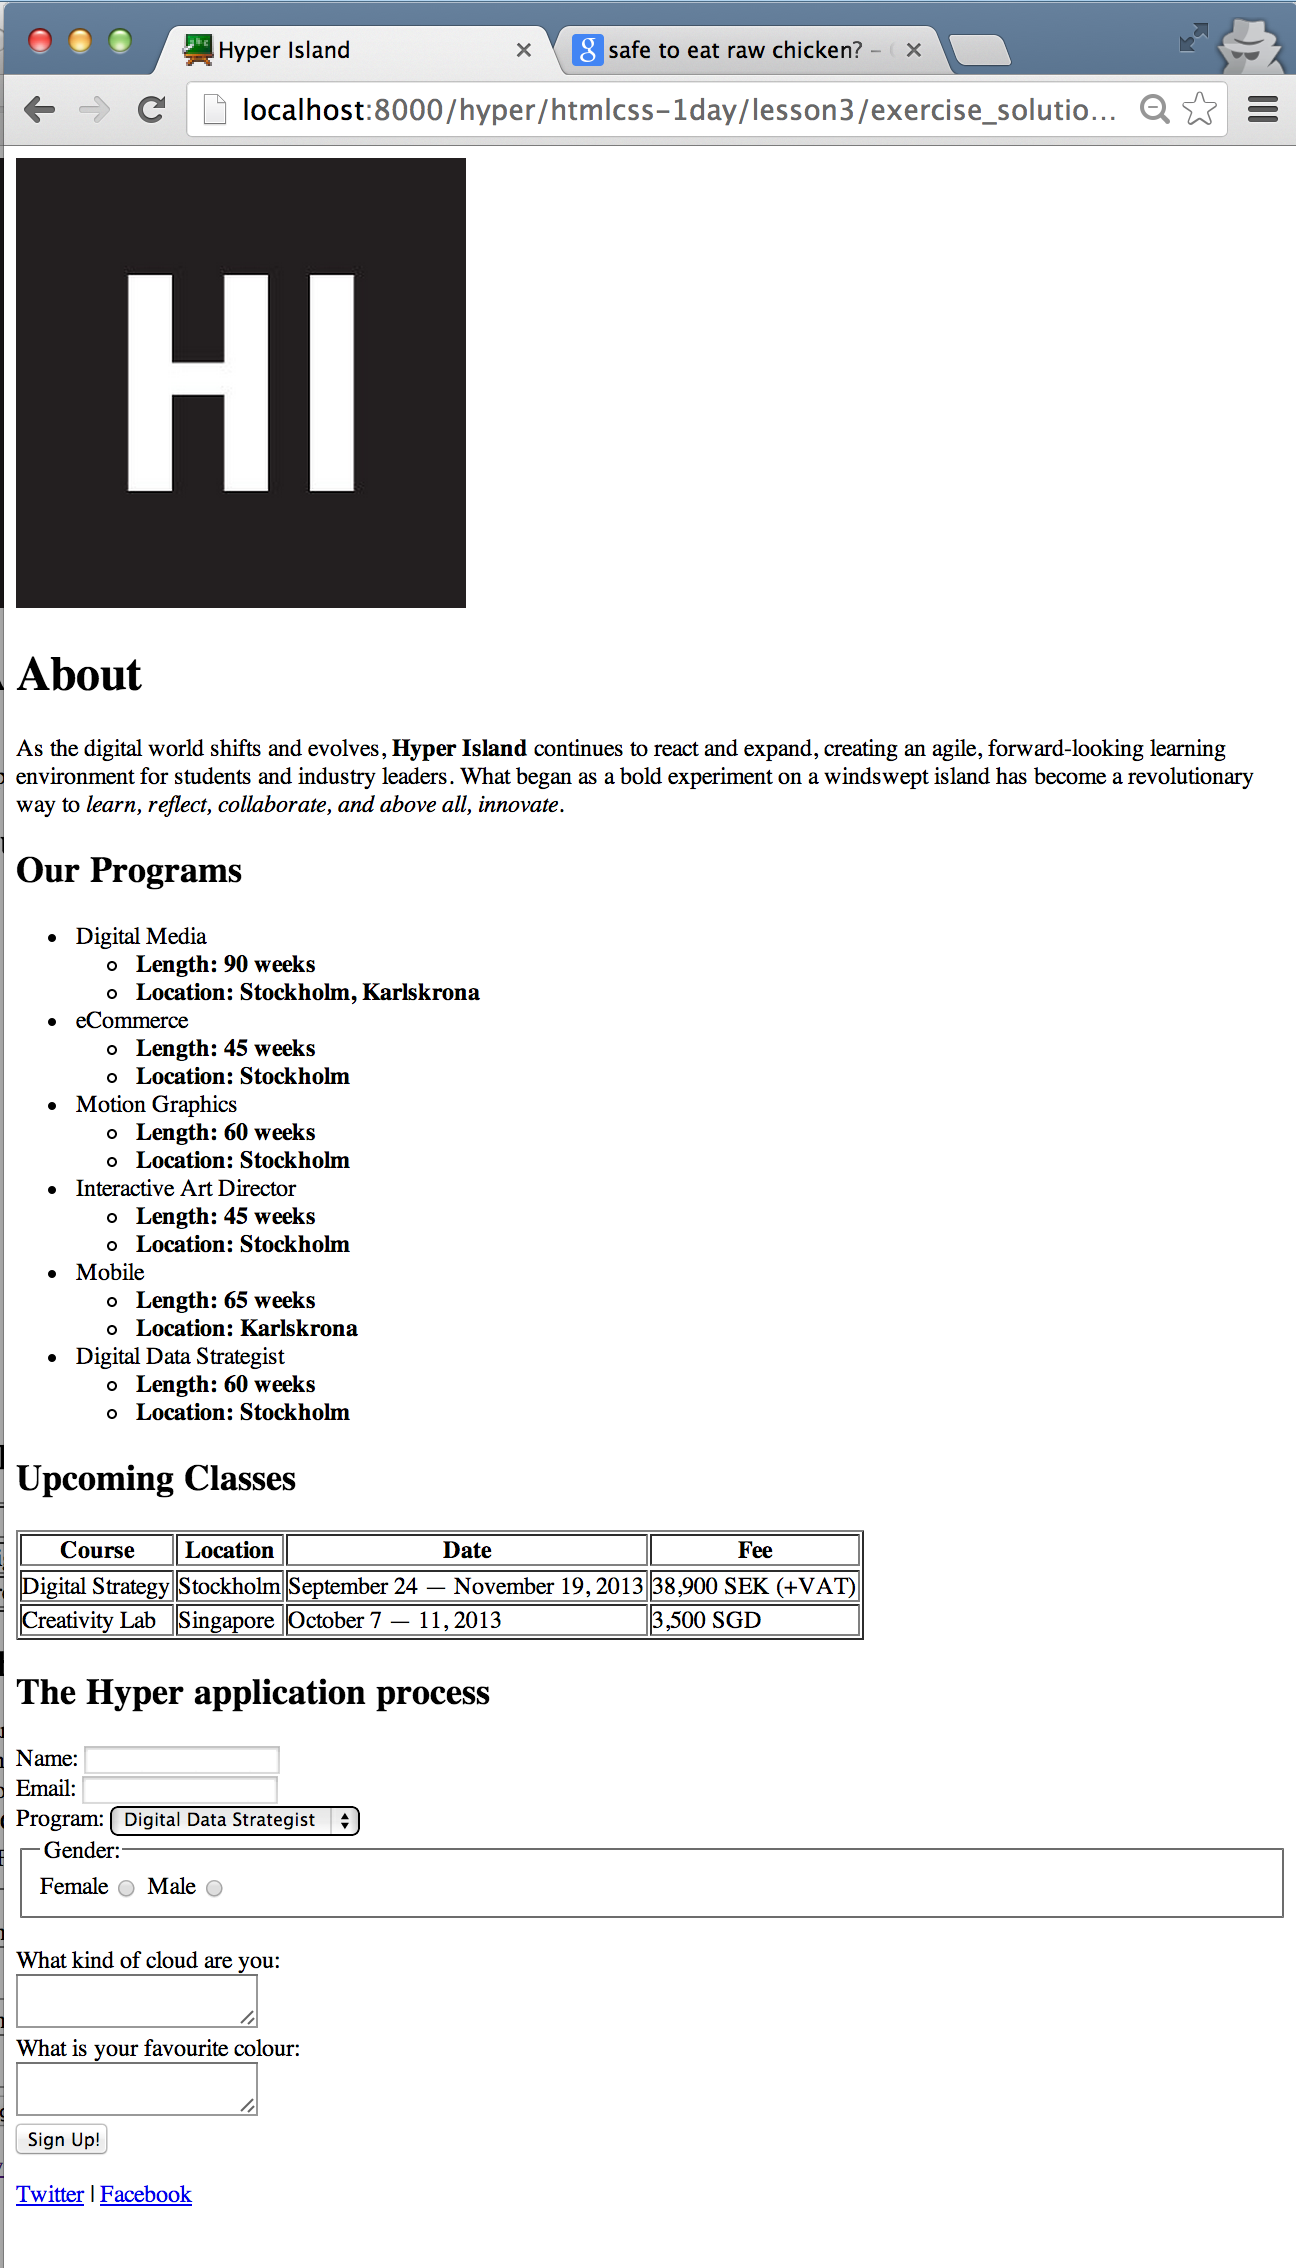 Hyper Island
safe to eat raw chicken? –
localhost:8000/hyper/htmlcss-1day/lesson3/exercise_solutio...
HI
About
As the digital world shifts and evolves, Hyper Island continues to react and expand, creating an agile, forward-looking learning
environment for students and industry leaders. What began as a bold experiment on a windswept island has become a revolutionary
way to learn, reflect, collaborate, and above all, innovate.
Our Programs
Digital Media
Length: 90 weeks
Location: Stockholm, Karlskrona
eCommerce
Length: 45 weeks
Location: Stockholm
Motion Graphics
Length: 60 weeks
Location: Stockholm
Interactive Art Director
Length: 45 weeks
Location: Stockholm
Mobile
Length: 65 weeks
Location: Karlskrona
Digital Data Strategist
Length: 60 weeks
Location: Stockholm
Upcoming Classes
Course Location Date Fee
Digital Strategy Stockholm September 24 — November 19, 2013 38,900 SEK (+VAT)
Creativity Lab Singapore October 7 — 11, 2013 3,500 SGD
The Hyper application process
Name:
Email:
Program: Digital Data Strategist
Gender:
Female Male
What kind of cloud are you:
What is your favourite colour:
Sign Up!
Twitter | Facebook